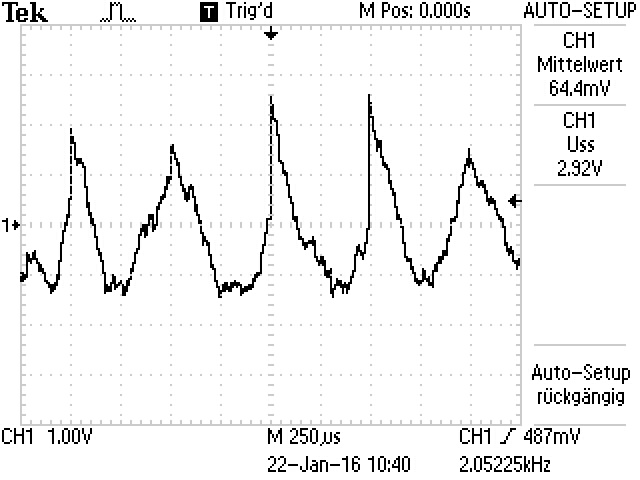 Tek T Trig'd M Pos: 0.000s AUTO-SETUP
CH1
Mittelwert
64.4mV
CH1
Uss
2.92V
1
Auto-Setup
rückgängig
CH1 1.00V M 250µs CH1 487mV
22-Jan-16 10:40 2.05225kHz